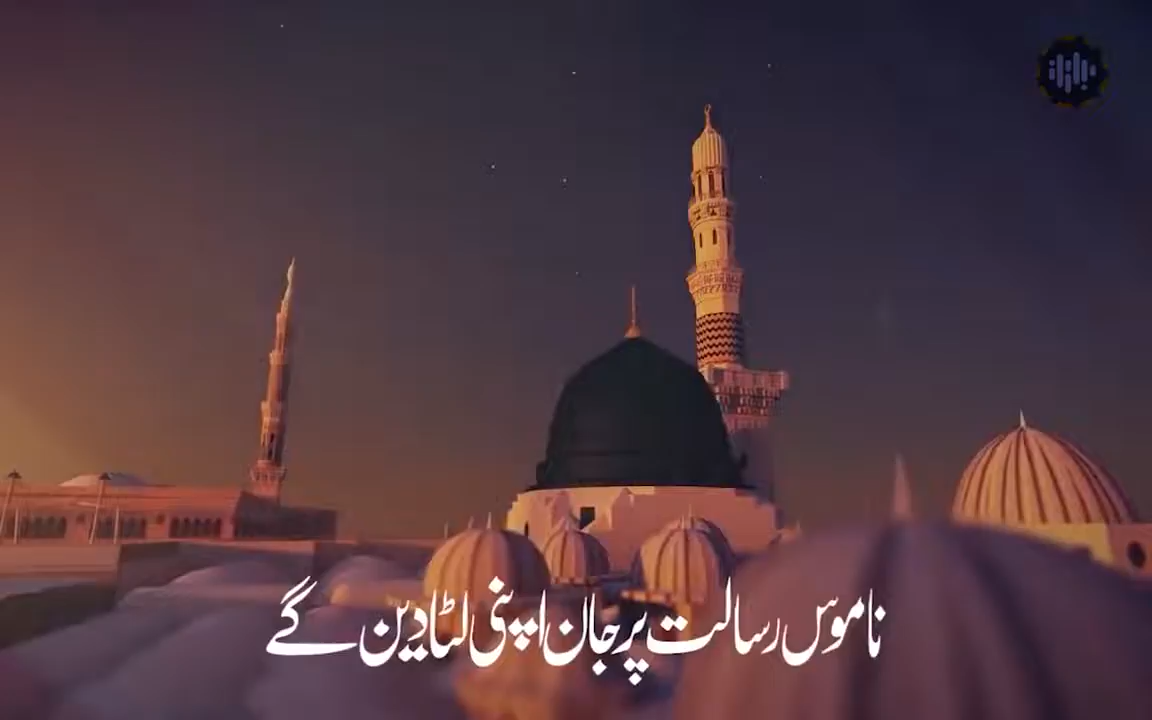 ناموس رسالت پر جان اپنی لٹا دیں گے